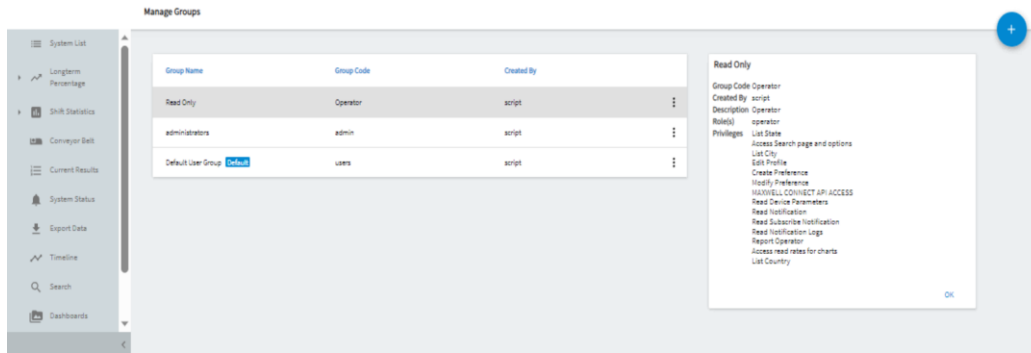 Manage Groups
+
System List
Longterm
Percentage
Shift Statistics
Conveyor Belt
Current Results
System Status
Export Data
Timeline
Search
Dashboards
Group Name Group Code Created By
Read Only Operator script
administrators admin script
Default User Group Default users script
Read Only
Group Code Operator
Created By script
Description Operator
Role(s) operator
Privileges List State
Access Search page and options
List City
Edit Profile
Create Preference
Modify Preference
MAXWELL CONNECT API ACCESS
Read Device Parameters
Read Notification
Read Subscribe Notification
Read Notification Logs
Report Operator
Access read rates for charts
List Country
OK